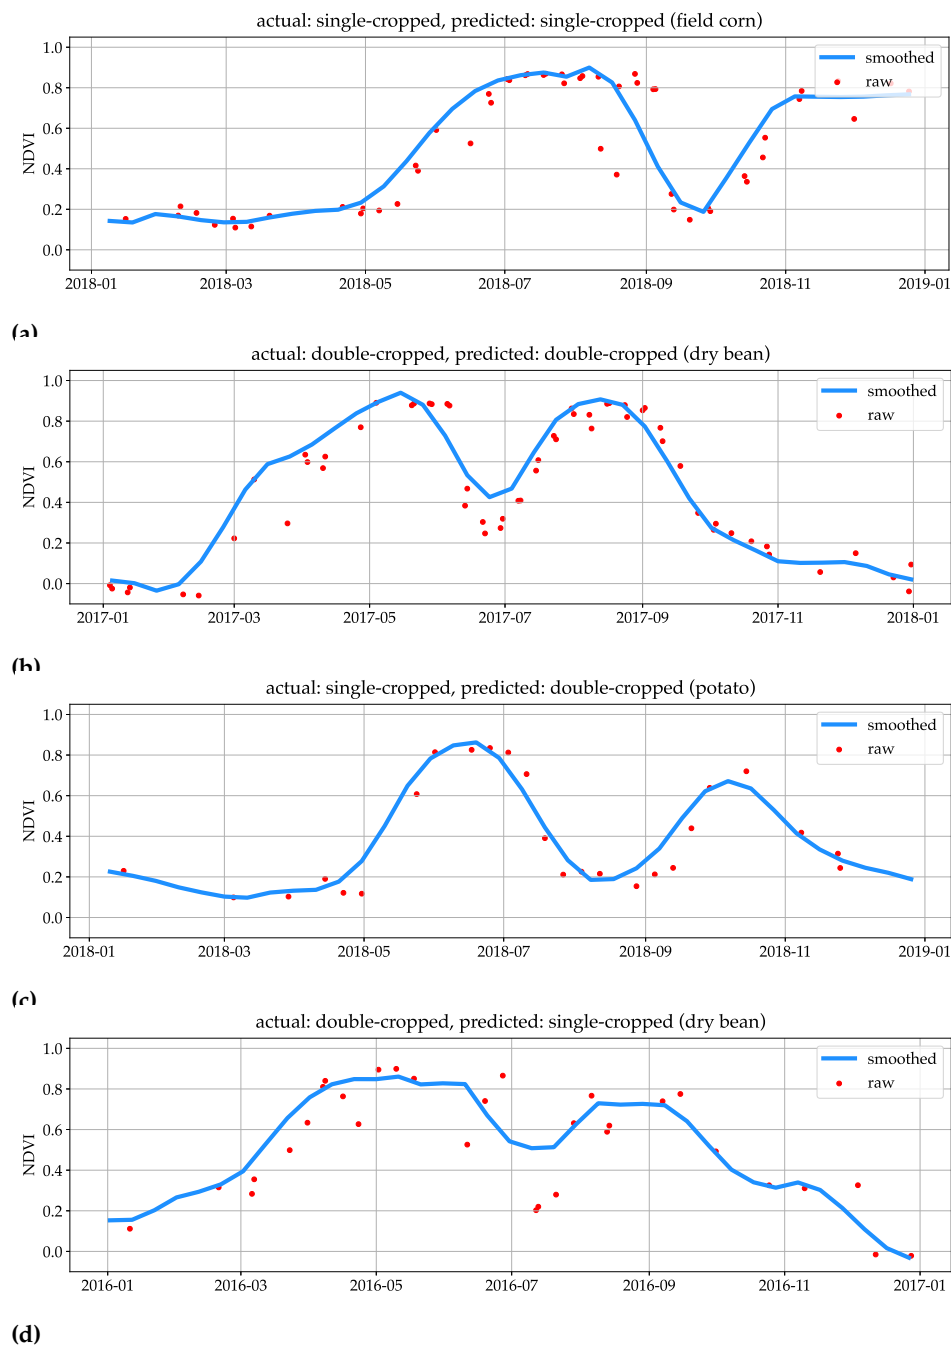 actual: single-cropped, predicted: single-cropped (field corn)
1.0
0.8
0.6
0.4
0.2
0.0
NDVI
smoothed
raw
2018-01 2018-03 2018-05 2018-07 2018-09 2018-11 2019-01
(a)
actual: double-cropped, predicted: double-cropped (dry bean)
1.0
0.8
0.6
0.4
0.2
0.0
NDVI
smoothed
raw
2017-01 2017-03 2017-05 2017-07 2017-09 2017-11 2018-01
(b)
actual: single-cropped, predicted: double-cropped (potato)
1.0
0.8
0.6
0.4
0.2
0.0
NDVI
smoothed
raw
2018-01 2018-03 2018-05 2018-07 2018-09 2018-11 2019-01
(c)
actual: double-cropped, predicted: single-cropped (dry bean)
1.0
0.8
0.6
0.4
0.2
0.0
NDVI
smoothed
raw
2016-01 2016-03 2016-05 2016-07 2016-09 2016-11 2017-01
(d)